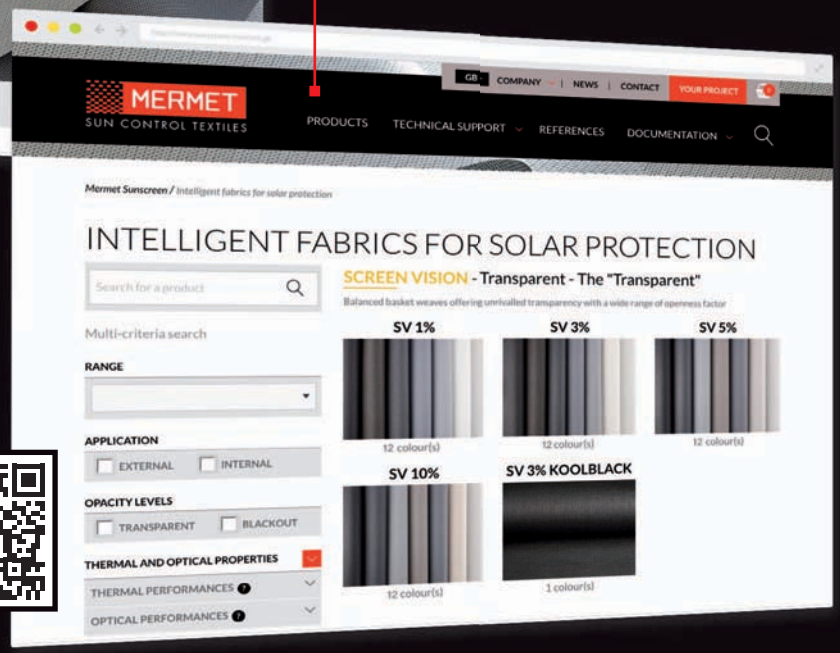 GB - COMPANY | NEWS | CONTACT YOUR PROJECT
MERMET
SUN CONTROL TEXTILES
PRODUCTS TECHNICAL SUPPORT REFERENCES DOCUMENTATION
Mermet Sunscreen / Intelligent fabrics for solar protection
INTELLIGENT FABRICS FOR SOLAR PROTECTION
Search for a product
SCREEN VISION - Transparent - The "Transparent"
Balanced basket weaves offering unrivalled transparency with a wide range of openness factor
Multi-criteria search
SV 1% SV 3% SV 5%
RANGE
12 colour(s) 12 colour(s) 12 colour(s)
APPLICATION
EXTERNAL INTERNAL
SV 10% SV 3% KOOLBLACK
OPACITY LEVELS
TRANSPARENT BLACKOUT
THERMAL AND OPTICAL PROPERTIES
THERMAL PERFORMANCES ?
OPTICAL PERFORMANCES ?
12 colour(s) 1 colour(s)